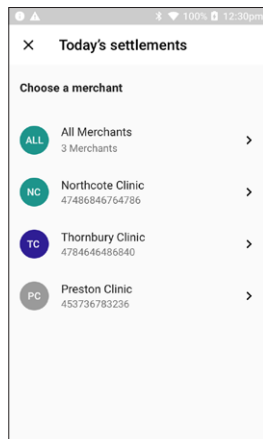 100% 12:30pm
Today's settlements
Choose a merchant
ALL
All Merchants
3 Merchants
NC
Northcote Clinic
47486846764786
TC
Thornbury Clinic
4784646486840
PC
Preston Clinic
453736783236